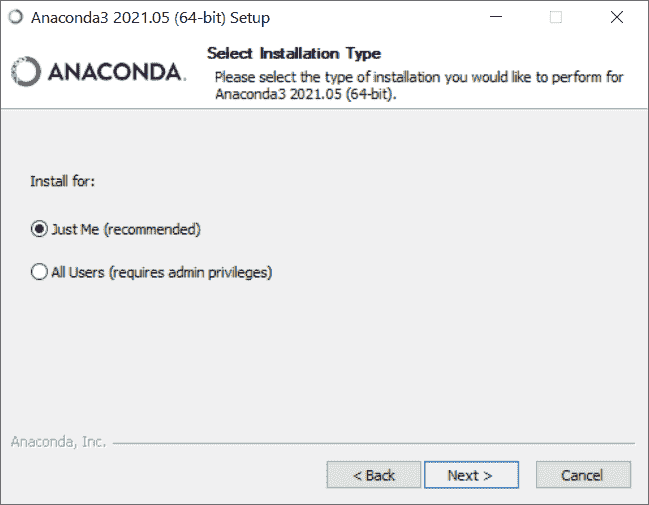 Anaconda3 2021.05 (64-bit) Setup
ANACONDA.
Select Installation Type
Please select the type of installation you would like to perform for
Anaconda3 2021.05 (64-bit).
Install for:
Just Me (recommended)
All Users (requires admin privileges)
Anaconda, Inc.
< Back
Next >
Cancel